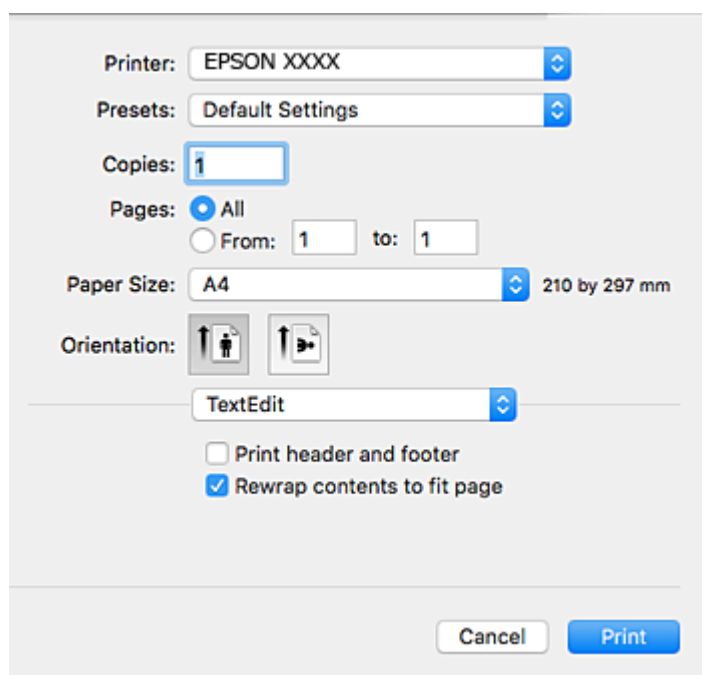 Printer: EPSON XXXX
Presets: Default Settings
Copies: 1
Pages: All
From: 1 to: 1
Paper Size: A4 210 by 297 mm
Orientation:
TextEdit
Print header and footer
Rewrap contents to fit page
Cancel Print